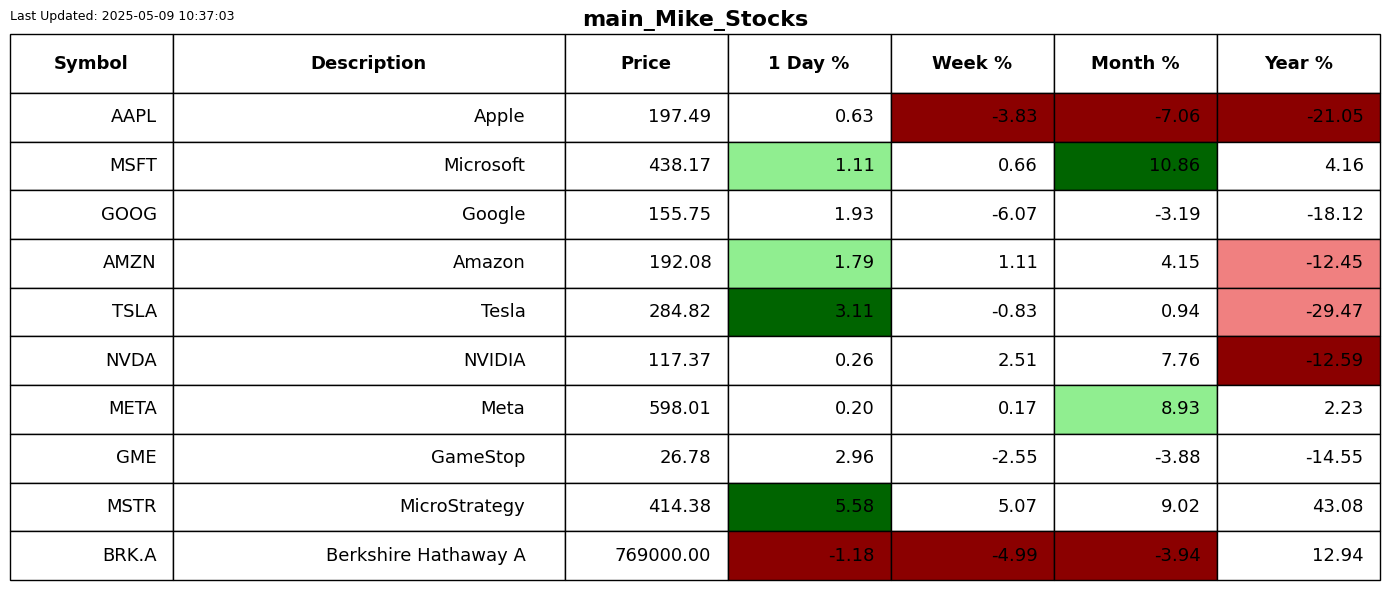 Last Updated: 2025-05-09 10:37:03
main_Mike_Stocks
Symbol Description Price 1 Day % Week % Month % Year %
AAPL Apple 197.49 0.63 -3.83 -7.06 -21.05
MSFT Microsoft 438.17 1.11 0.66 10.86 4.16
GOOG Google 155.75 1.93 -6.07 -3.19 -18.12
AMZN Amazon 192.08 1.79 1.11 4.15 -12.45
TSLA Tesla 284.82 3.11 -0.83 0.94 -29.47
NVDA NVIDIA 117.37 0.26 2.51 7.76 -12.59
META Meta 598.01 0.20 0.17 8.93 2.23
GME GameStop 26.78 2.96 -2.55 -3.88 -14.55
MSTR MicroStrategy 414.38 5.58 5.07 9.02 43.08
BRK.A Berkshire Hathaway A 769000.00 -1.18 -4.99 -3.94 12.94